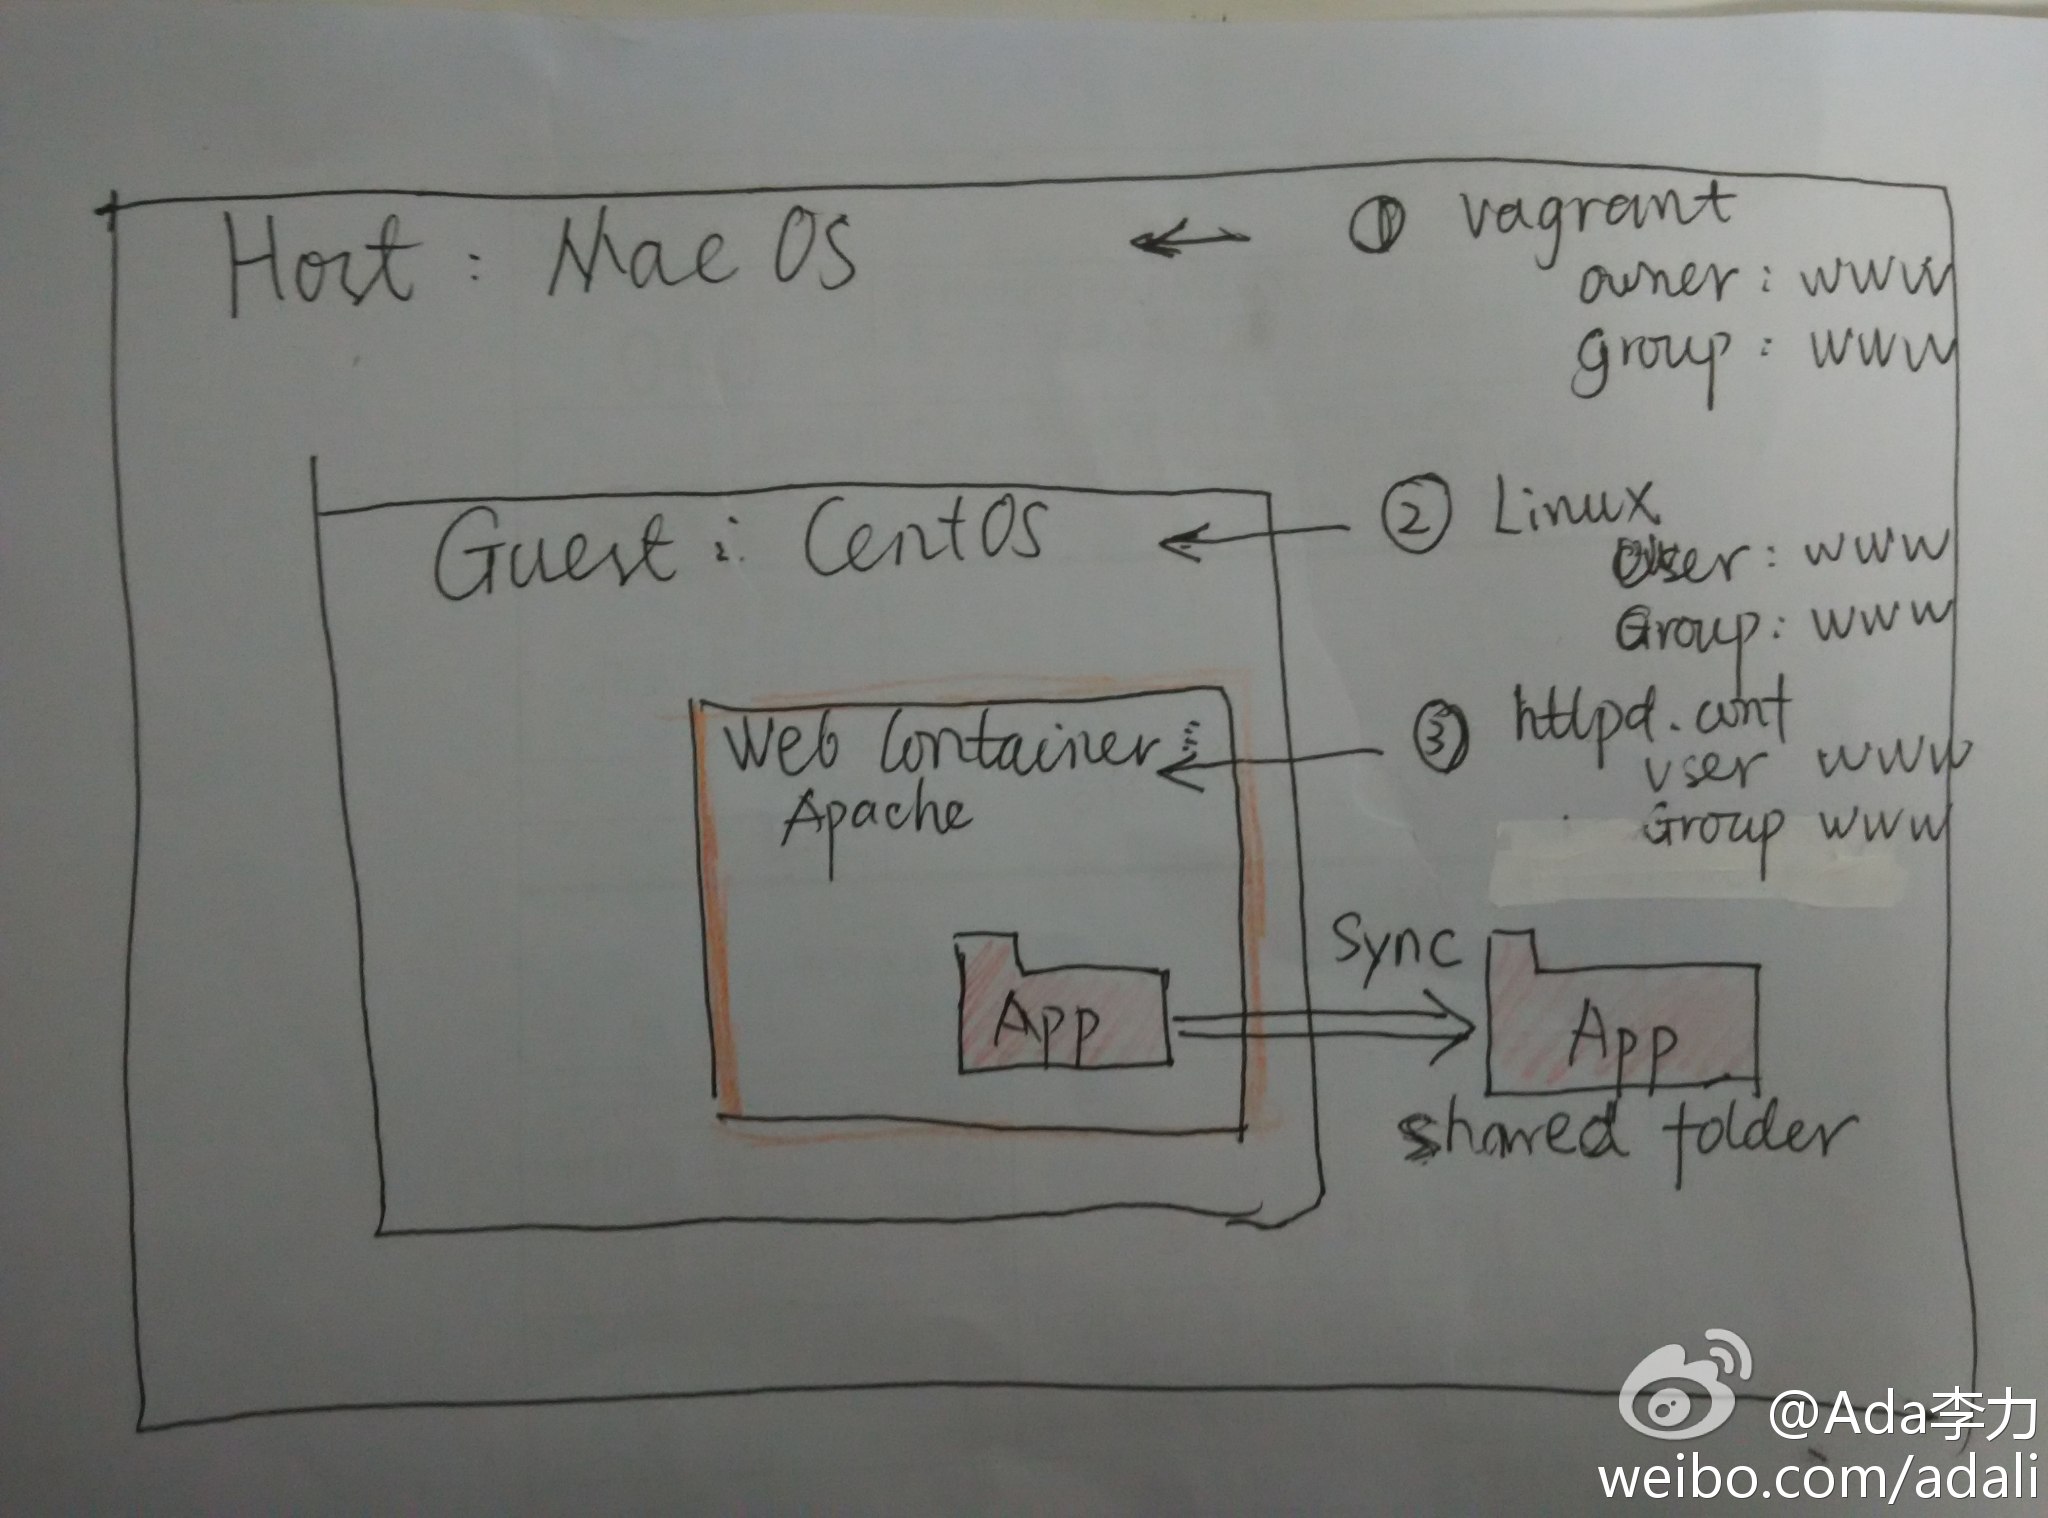 Host : Mac OS
① vagrant
owner : www
group : www
Guest : CentOS
② Linux
user : www
Group : www
Web Container
Apache
③ httpd.conf
user www
Group www
App
Sync
App
shared folder
@Ada李力
weibo.com/adali